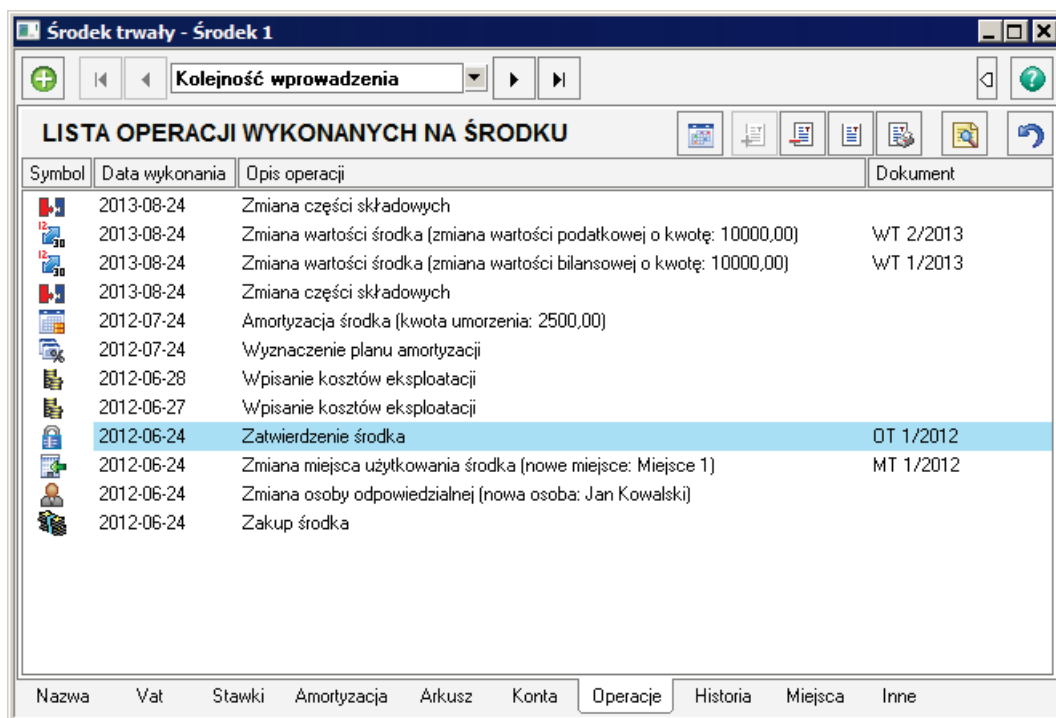 Środek trwały - Środek 1
Kolejność wprowadzenia
LISTA OPERACJI WYKONANYCH NA ŚRODKU
Symbol Data wykonania Opis operacji Dokument
2013-08-24 Zmiana części składowych
2013-08-24 Zmiana wartości środka (zmiana wartości podatkowej o kwotę: 10000,00) WT 2/2013
2013-08-24 Zmiana wartości środka (zmiana wartości bilansowej o kwotę: 10000,00) WT 1/2013
2013-08-24 Zmiana części składowych
2012-07-24 Amortyzacja środka (kwota umorzenia: 2500,00)
2012-07-24 Wyznaczenie planu amortyzacji
2012-06-28 Wpisanie kosztów eksploatacji
2012-06-27 Wpisanie kosztów eksploatacji
2012-06-24 Zatwierdzenie środka OT 1/2012
2012-06-24 Zmiana miejsca użytkowania środka (nowe miejsce: Miejsce 1) MT 1/2012
2012-06-24 Zmiana osoby odpowiedzialnej (nowa osoba: Jan Kowalski)
2012-06-24 Zakup środka
Nazwa Vat Stawki Amortyzacja Arkusz Konta Operacje Historia Miejsca Inne